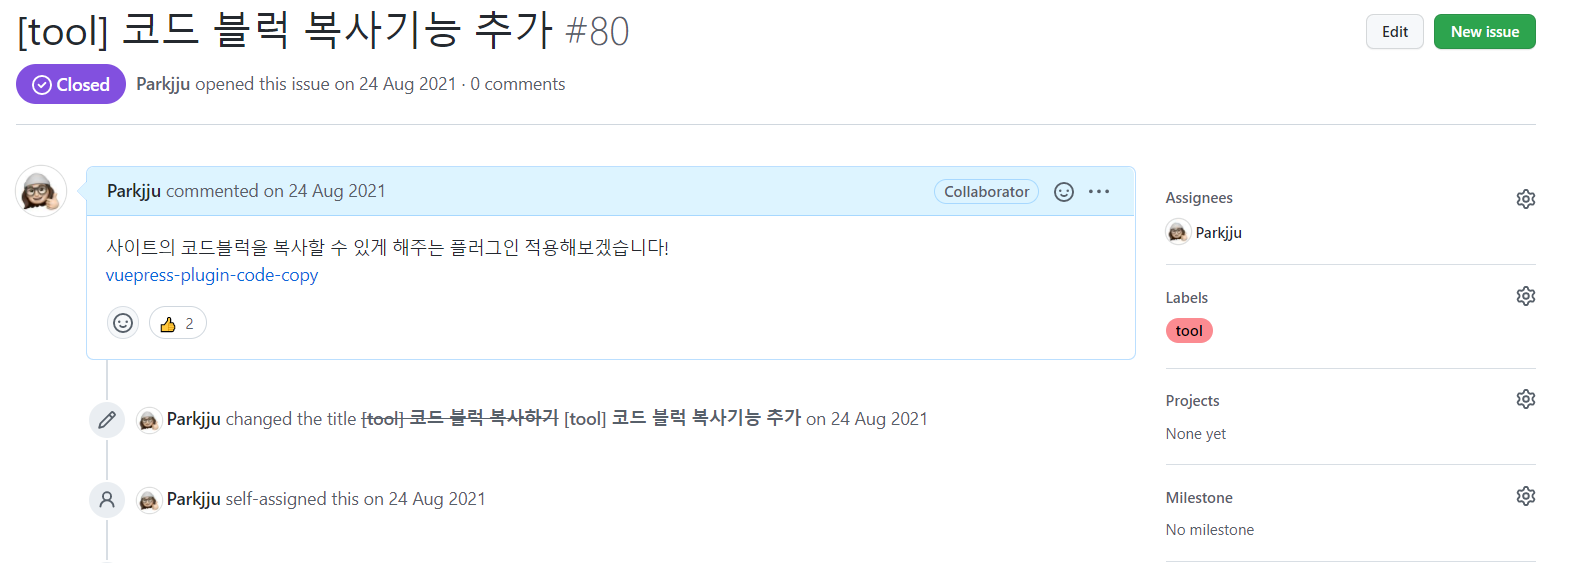 [tool] 코드 블럭 복사기능 추가 #80
Edit
New issue
Closed
Parkjju opened this issue on 24 Aug 2021 · 0 comments
Parkjju commented on 24 Aug 2021
Collaborator
사이트의 코드블럭을 복사할 수 있게 해주는 플러그인 적용해보겠습니다!
vuepress-plugin-code-copy
👍 2
Parkjju changed the title [tool] 코드 블럭 복사하기 [tool] 코드 블럭 복사기능 추가 on 24 Aug 2021
Parkjju self-assigned this on 24 Aug 2021
Assignees
Parkjju
Labels
tool
Projects
None yet
Milestone
No milestone